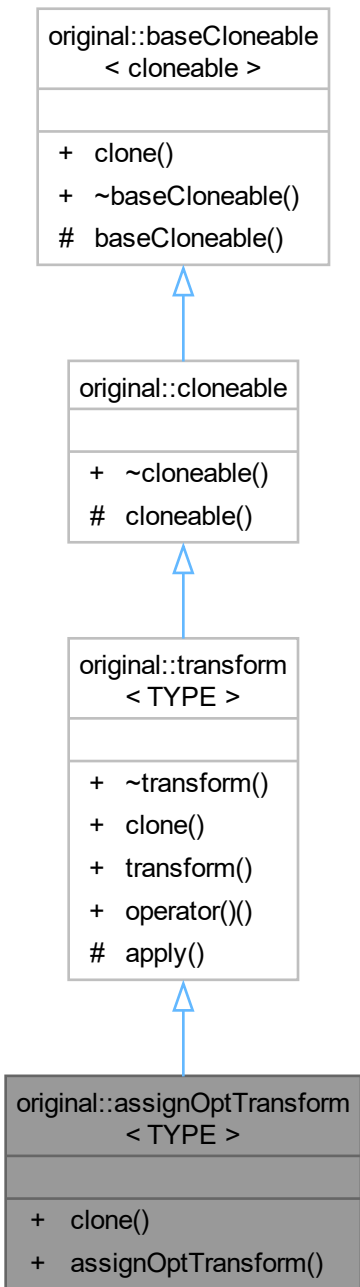 original::baseCloneable
< cloneable >
+ clone()
+ ~baseCloneable()
# baseCloneable()
original::cloneable
+ ~cloneable()
# cloneable()
original::transform
< TYPE >
+ ~transform()
+ clone()
+ transform()
+ operator()()
# apply()
original::assignOptTransform
< TYPE >
+ clone()
+ assignOptTransform()